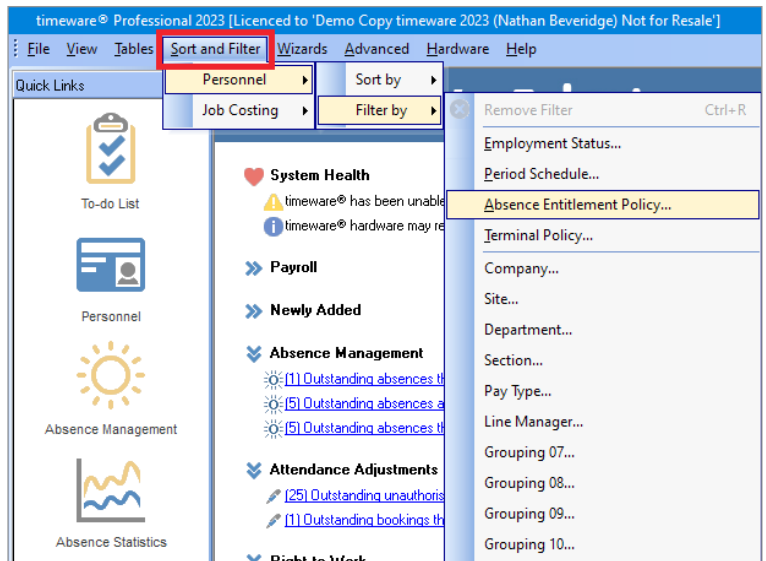 timeware® Professional 2023 [Licenced to 'Demo Copy timeware 2023 (Nathan Beveridge) Not for Resale']
File View Tables Sort and Filter Wizards Advanced Hardware Help
Quick Links
To-do List
Personnel
Absence Management
Absence Statistics
Personnel
Job Costing
Sort by
Filter by
Remove Filter Ctrl+R
Employment Status...
Period Schedule...
Absence Entitlement Policy...
Terminal Policy...
Company...
Site...
Department...
Section...
Pay Type...
Line Manager...
Grouping 07...
Grouping 08...
Grouping 09...
Grouping 10...
System Health
timeware® has been unable
timeware® hardware may re
Payroll
Newly Added
Absence Management
(1) Outstanding absences th
(5) Outstanding absences a
(5) Outstanding absences th
Attendance Adjustments
(25) Outstanding unauthoris
(1) Outstanding bookings th
Right to Work